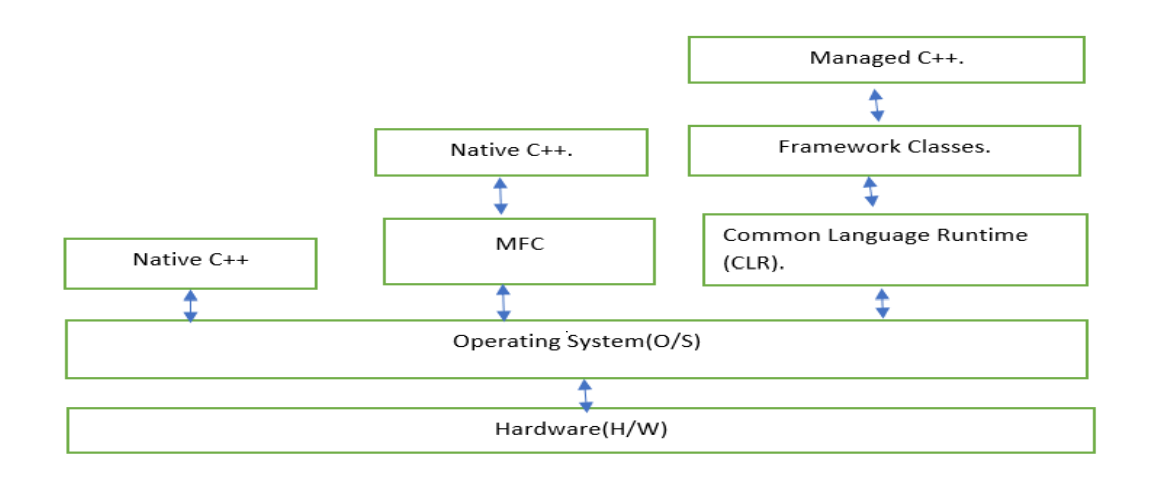 Managed C++.
Native C++.
Framework Classes.
Native C++
MFC
Common Language Runtime
(CLR).
Operating System(O/S)
Hardware(H/W)